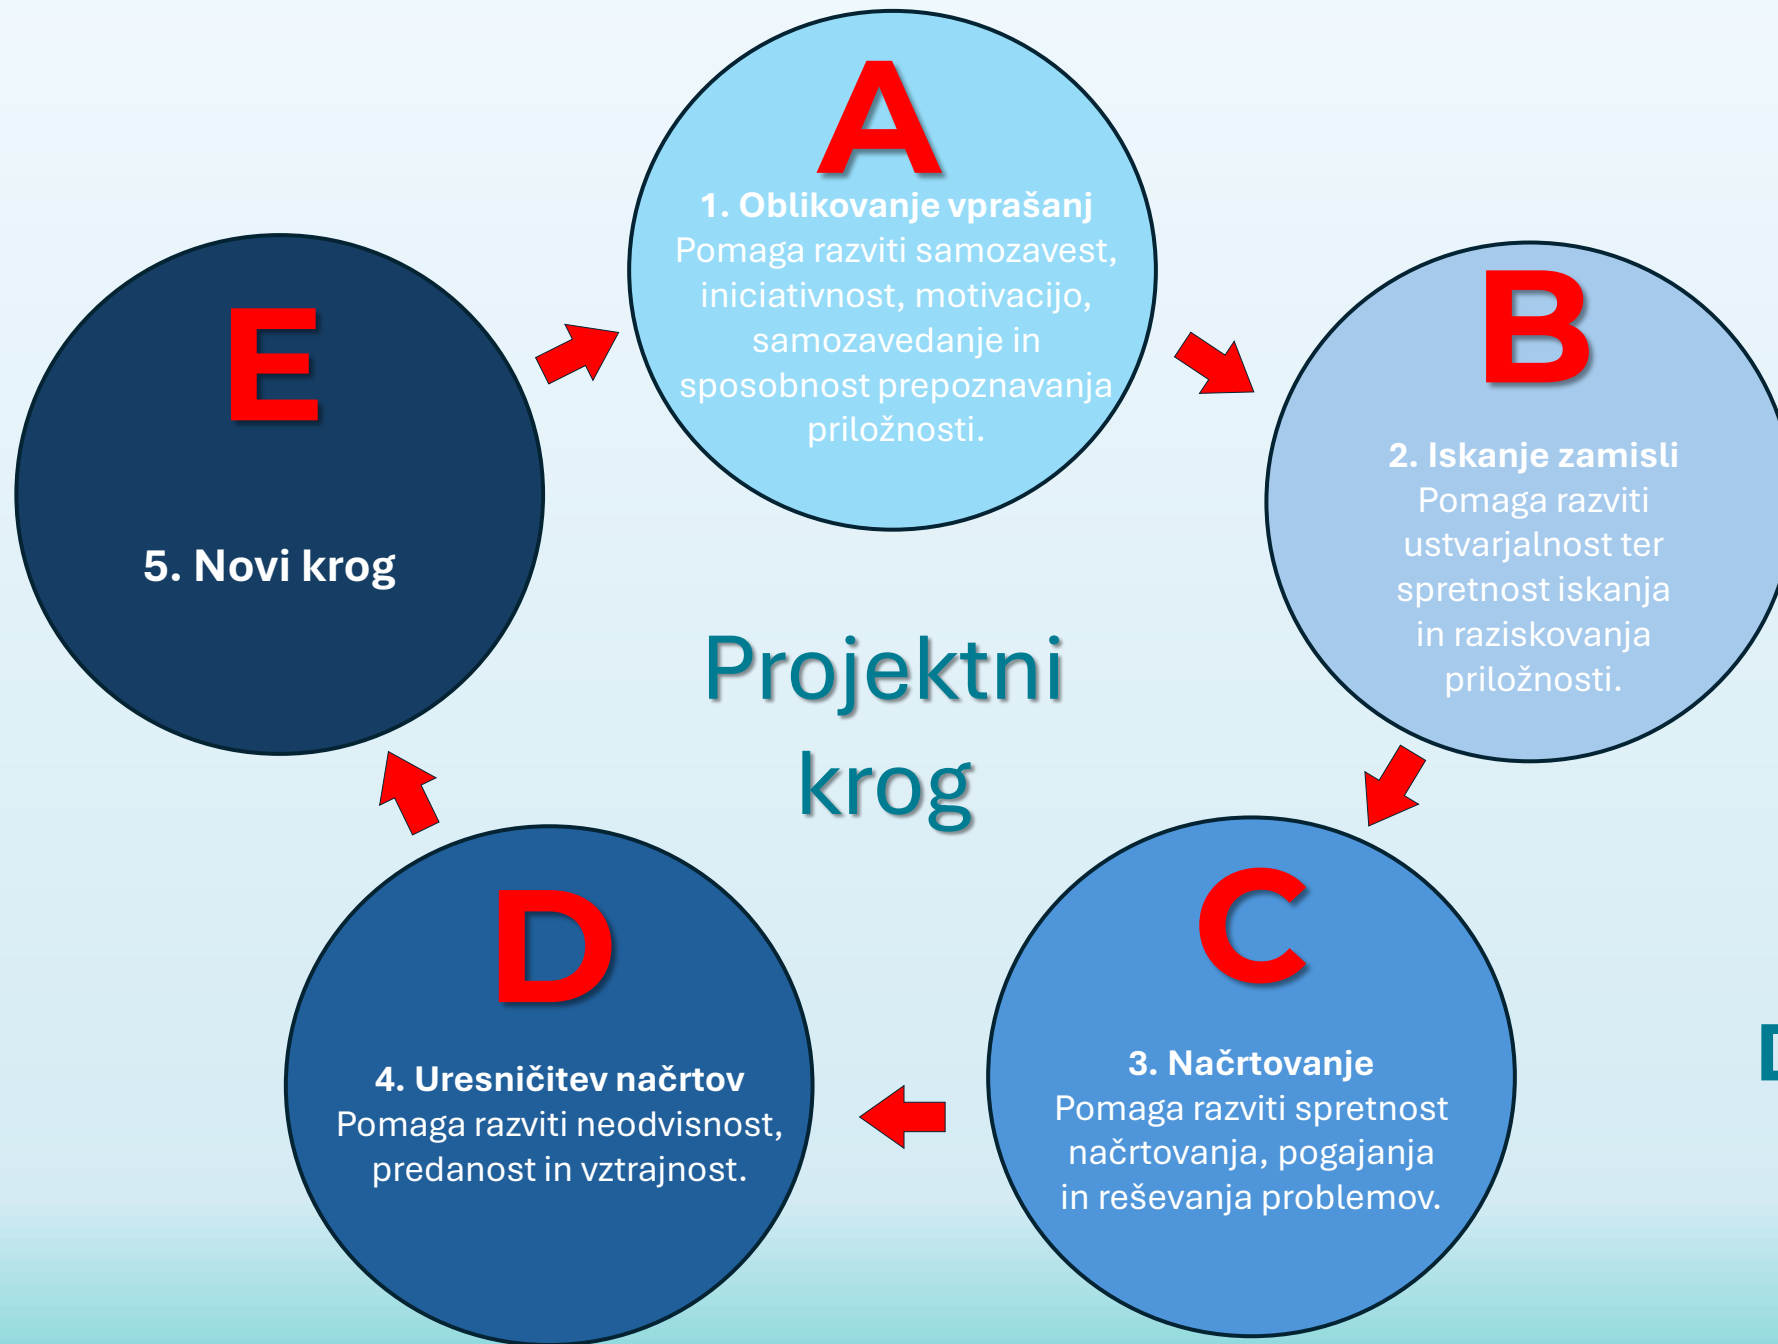 A
1. Oblikovanje vprašanj
Pomaga razviti samozavest,
iniciativnost, motivacijo,
samozavedanje in
sposobnost prepoznavanja
priložnosti.
B
2. Iskanje zamisli
Pomaga razviti
ustvarjalnost ter
spretnost iskanja
in raziskovanja
priložnosti.
C
3. Načrtovanje
Pomaga razviti spretnost
načrtovanja, pogajanja
in reševanja problemov.
D
4. Uresničitev načrtov
Pomaga razviti neodvisnost,
predanost in vztrajnost.
E
5. Novi krog
Projektni
krog